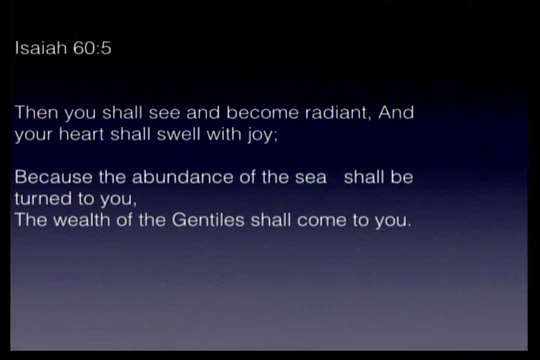 Isaiah 60:5
Then you shall see and become radiant, And
your heart shall swell with joy;
Because the abundance of the sea shall be
turned to you,
The wealth of the Gentiles shall come to you.